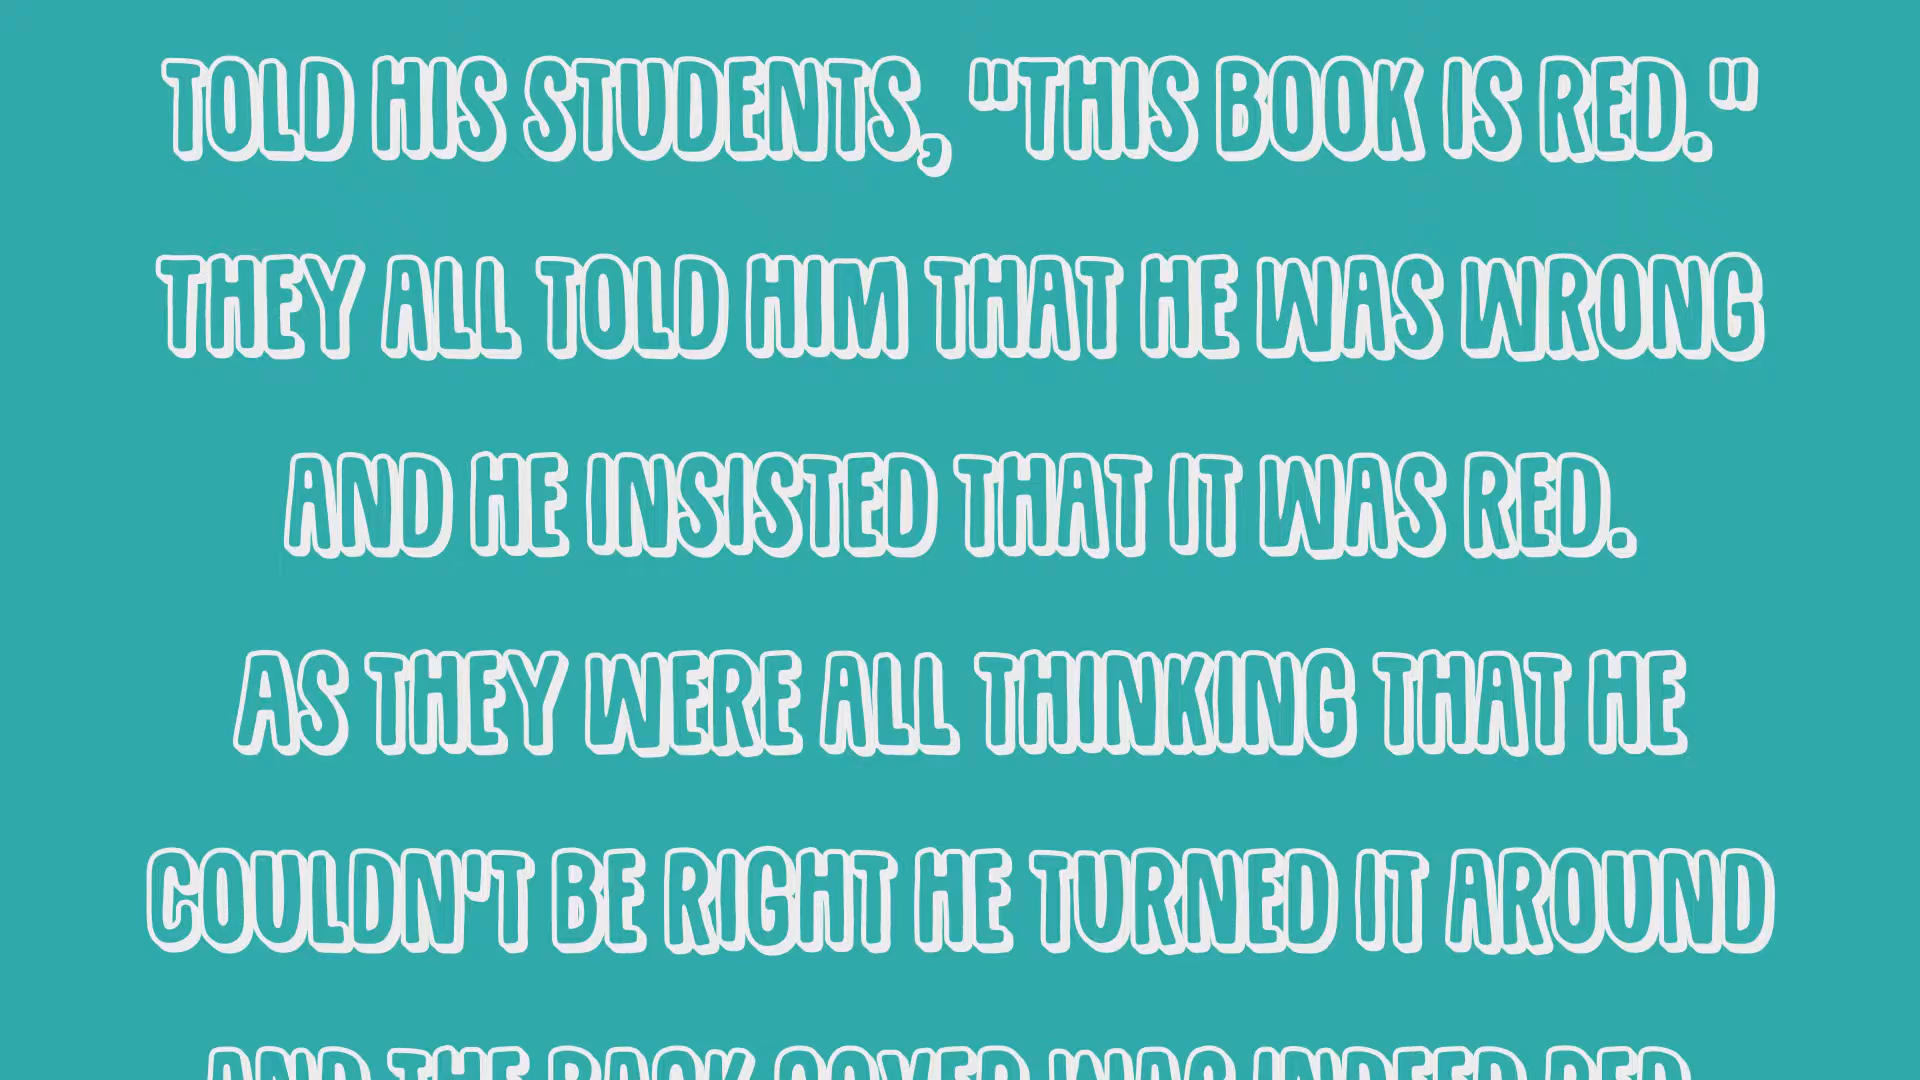 TOLD HIS STUDENTS, "THIS BOOK IS RED."
THEY ALL TOLD HIM THAT HE WAS WRONG
AND HE INSISTED THAT IT WAS RED.
AS THEY WERE ALL THINKING THAT HE
COULDN'T BE RIGHT HE TURNED IT AROUND
AND THE BACK COVER WAS INDEED RED